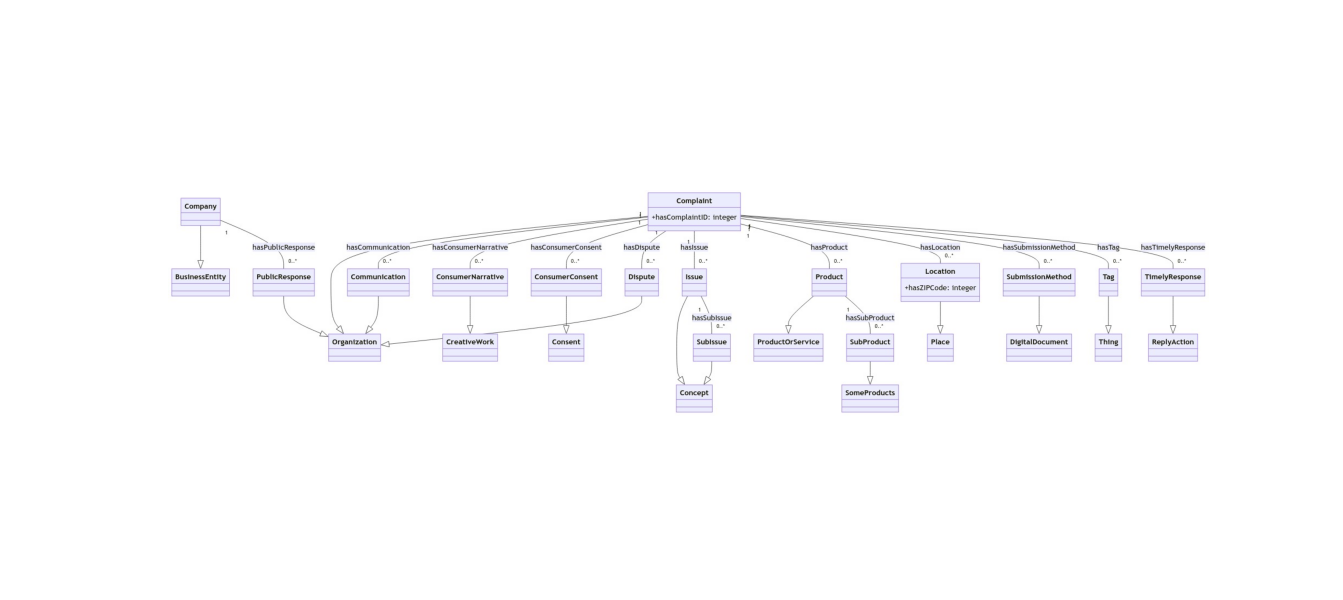 Complaint
+hasComplaintID: integer
Company
1
1
1
1
1
1
1
hasPublicResponse
hasCommunication
hasConsumerNarrative
hasConsumerConsent
hasDispute
hasIssue
hasProduct
hasLocation
hasSubmissionMethod
hasTag
hasTimelyResponse
0..*
0..*
0..*
0..*
0..*
0..*
0..*
0..*
0..*
0..*
0..*
BusinessEntity
PublicResponse
Communication
ConsumerNarrative
ConsumerConsent
Dispute
Issue
Product
Location
+hasZIPCode: integer
SubmissionMethod
Tag
TimelyResponse
1
1
hasSubIssue
hasSubProduct
0..*
0..*
Organization
CreativeWork
Consent
SubIssue
ProductOrService
SubProduct
Place
DigitalDocument
Thing
ReplyAction
Concept
SomeProducts